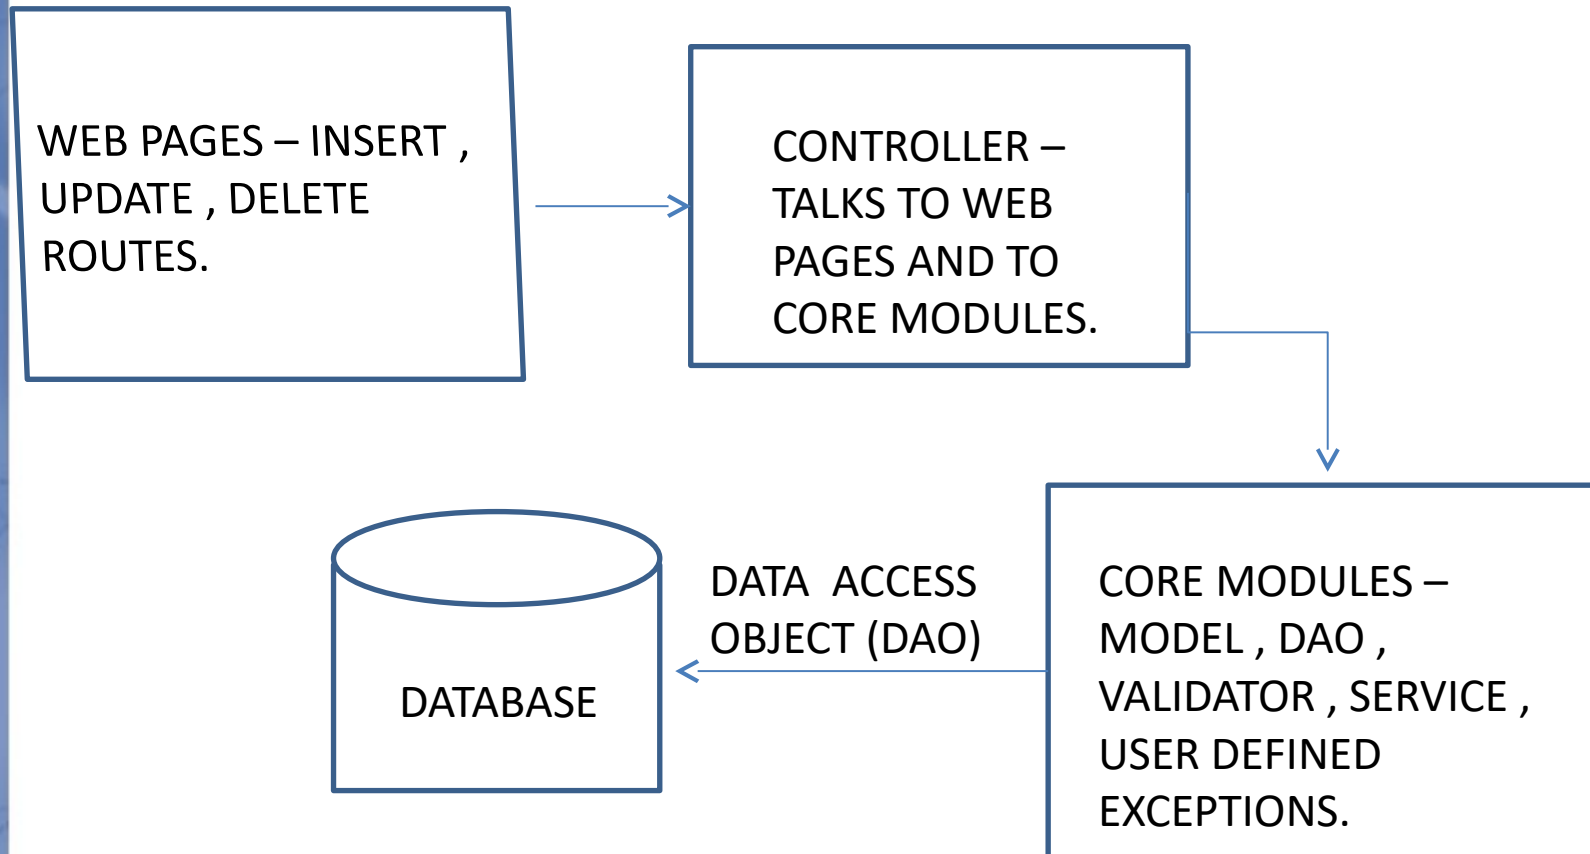 WEB PAGES – INSERT ,
UPDATE , DELETE
ROUTES.
CONTROLLER –
TALKS TO WEB
PAGES AND TO
CORE MODULES.
DATA  ACCESS
OBJECT (DAO)
DATABASE
CORE MODULES –
MODEL , DAO ,
VALIDATOR , SERVICE ,
USER DEFINED
EXCEPTIONS.